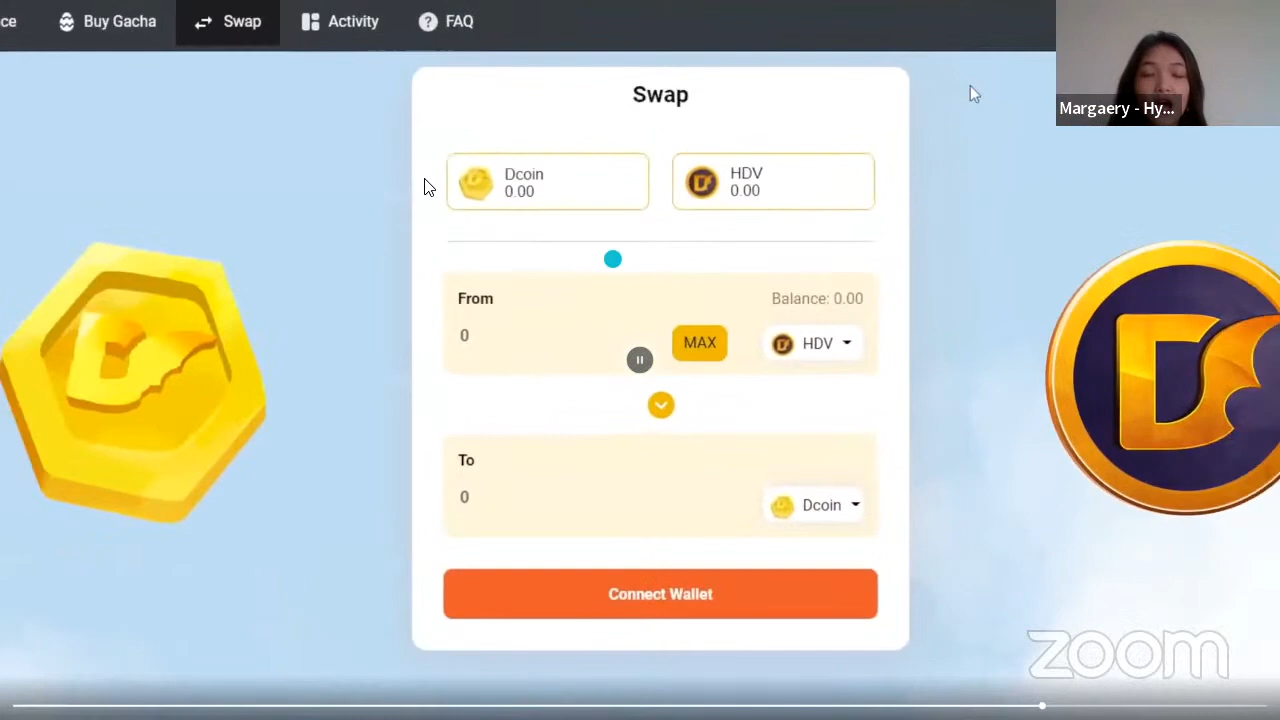 ce Buy Gacha Swap Activity ? FAQ
Swap
Dcoin
0.00
HDV
0.00
From
Balance: 0.00
0
MAX
HDV
To
0
Dcoin
Connect Wallet
Margaery - Hy...
zoom